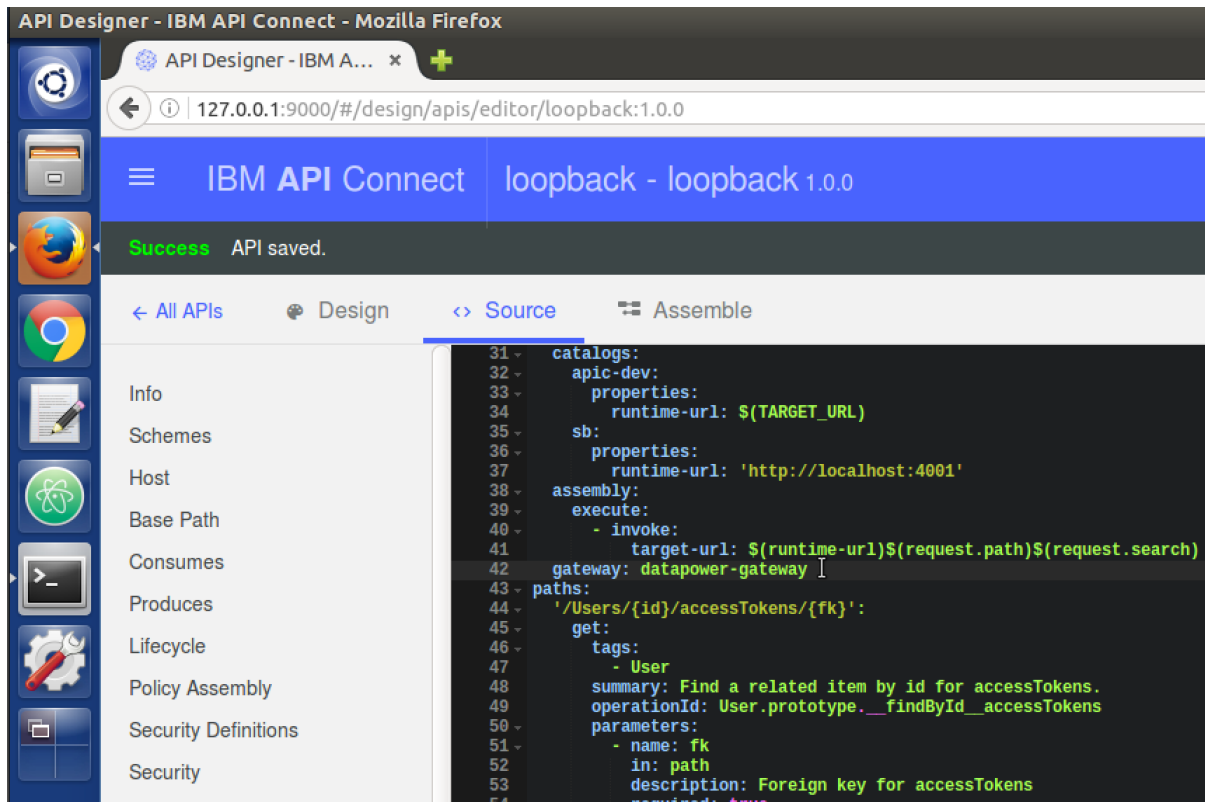 API Designer - IBM API Connect - Mozilla Firefox
API Designer - IBM A... ×
127.0.0.1:9000/#/design/apis/editor/loopback:1.0.0
IBM API Connect loopback - loopback 1.0.0
Success API saved.
← All APIs Design <> Source Assemble
Info
Schemes
Host
Base Path
Consumes
Produces
Lifecycle
Policy Assembly
Security Definitions
Security
31 catalogs:
32 apic-dev:
33 properties:
34 runtime-url: $(TARGET_URL)
35 sb:
36 properties:
37 runtime-url: 'http://localhost:4001'
38 assembly:
39 execute:
40 - invoke:
41 target-url: $(runtime-url)$(request.path)$(request.search)
42 gateway: datapower-gateway
43 paths:
44 '/Users/{id}/accessTokens/{fk}':
45 get:
46 tags:
47 - User
48 summary: Find a related item by id for accessTokens.
49 operationId: User.prototype.__findById__accessTokens
50 parameters:
51 - name: fk
52 in: path
53 description: Foreign key for accessTokens
54 required: true